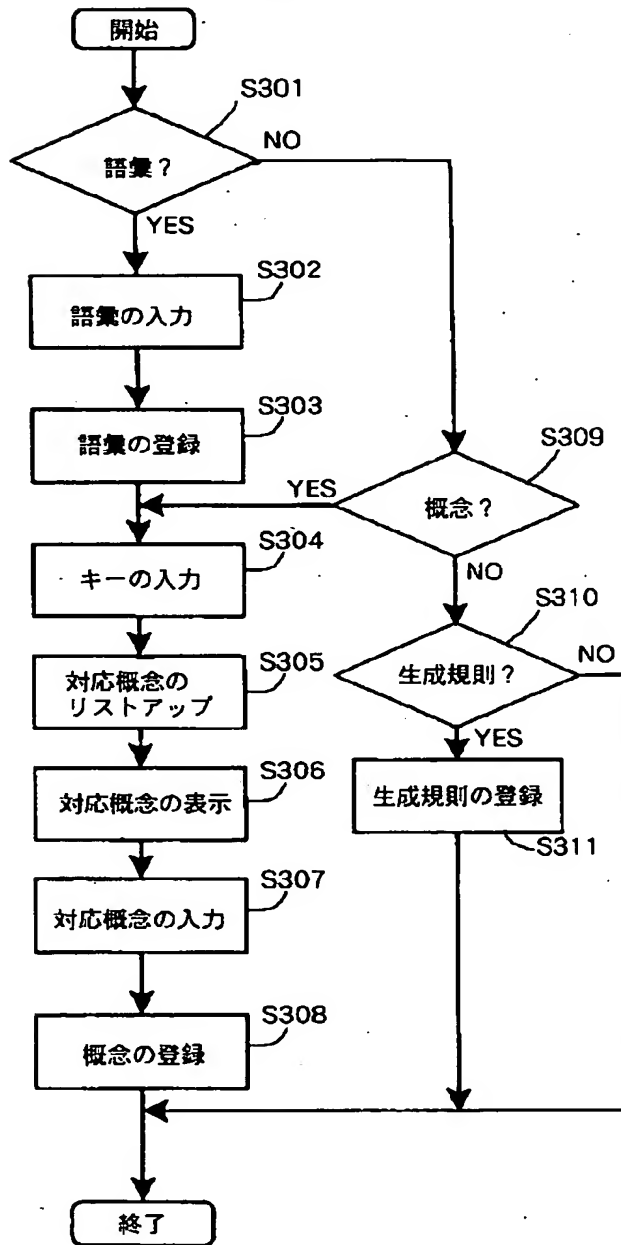 開始
S301
語彙?
NO
YES
S302
語彙の入力
S303
語彙の登録
S309
YES
概念?
S304
キーの入力
NO
S310
S305
対応概念の
リストアップ
生成規則?
NO
YES
S306
対応概念の表示
生成規則の登録
S311
S307
対応概念の入力
S308
概念の登録
終了